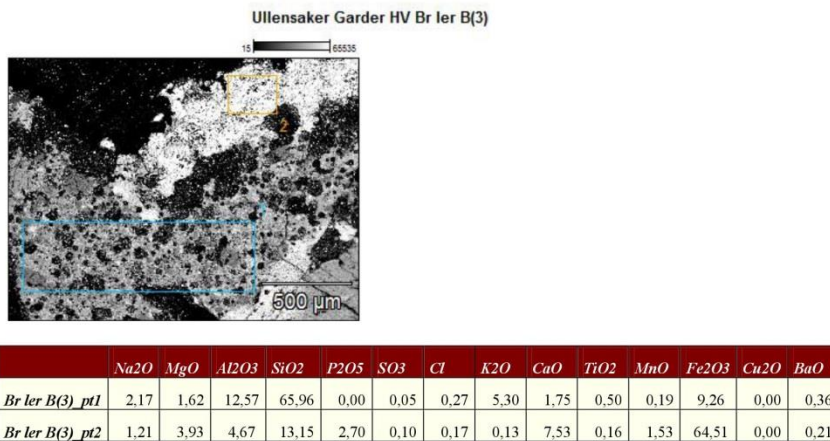 Ullensaker Garder HV Br ler B(3)
15 65535
2
1
500 µm
Na2O MgO Al2O3 SiO2 P2O5 SO3 Cl K2O CaO TiO2 MnO Fe2O3 Cu2O BaO
Br ler B(3)_pt1 2,17 1,62 12,57 65,96 0,00 0,05 0,27 5,30 1,75 0,50 0,19 9,26 0,00 0,36
Br ler B(3)_pt2 1,21 3,93 4,67 13,15 2,70 0,10 0,17 0,13 7,53 0,16 1,53 64,51 0,00 0,21